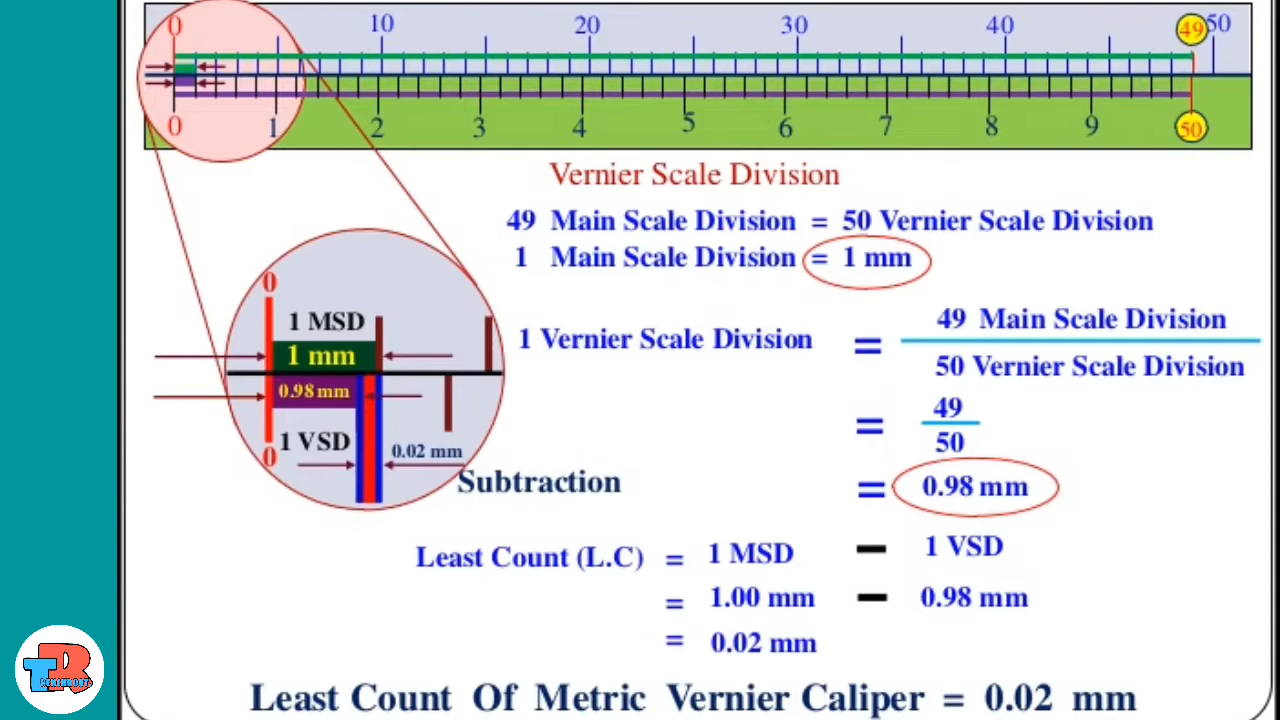 0 10 20 30 40 49 50
0 1 2 3 4 5 6 7 8 9 50
Vernier Scale Division
49 Main Scale Division = 50 Vernier Scale Division
1 Main Scale Division = 1 mm
0
1 MSD
1 mm
0.98 mm
1 VSD
0.02 mm
0
1 Vernier Scale Division = 49 Main Scale Division
50 Vernier Scale Division
= 49
50
Subtraction
= 0.98 mm
Least Count (L.C) = 1 MSD − 1 VSD
= 1.00 mm − 0.98 mm
= 0.02 mm
TR
Least Count Of Metric Vernier Caliper = 0.02 mm